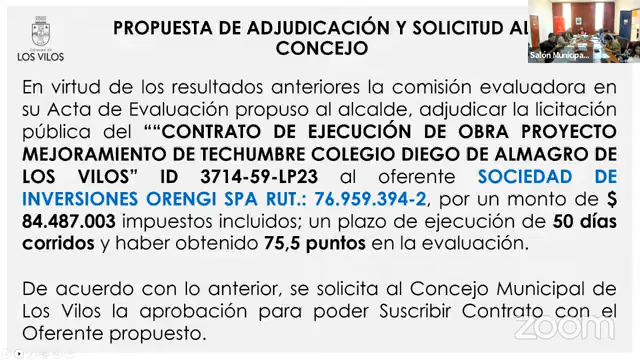 LOS VILOS
PROPUESTA DE ADJUDICACIÓN Y SOLICITUD AL
CONCEJO
Salón Municipa...
En virtud de los resultados anteriores la comisión evaluadora en
su Acta de Evaluación propuso al alcalde, adjudicar la licitación
pública del ““CONTRATO DE EJECUCIÓN DE OBRA PROYECTO
MEJORAMIENTO DE TECHUMBRE COLEGIO DIEGO DE ALMAGRO DE
LOS VILOS” ID 3714-59-LP23 al oferente SOCIEDAD DE
INVERSIONES ORENGI SPA RUT.: 76.959.394-2, por un monto de $
84.487.003 impuestos incluidos; un plazo de ejecución de 50 días
corridos y haber obtenido 75,5 puntos en la evaluación.
De acuerdo con lo anterior, se solicita al Concejo Municipal de
Los Vilos la aprobación para poder Suscribir Contrato con el
Oferente propuesto.
zoom